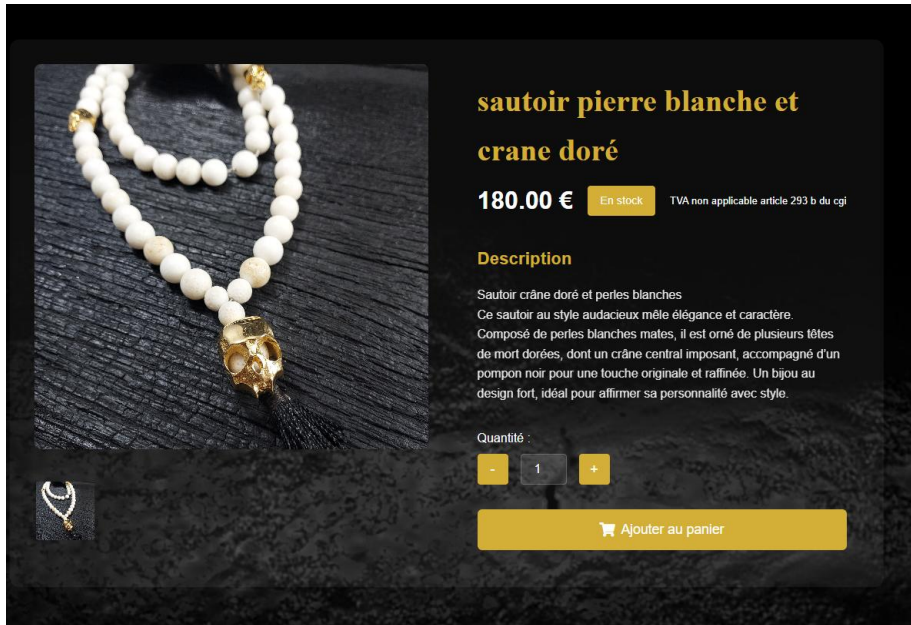 sautoir pierre blanche et
crane doré
180.00 €
En stock
TVA non applicable article 293 b du cgi
Description
Sautoir crâne doré et perles blanches
Ce sautoir au style audacieux mêle élégance et caractère.
Composé de perles blanches mates, il est orné de plusieurs têtes
de mort dorées, dont un crâne central imposant, accompagné d'un
pompon noir pour une touche originale et raffinée. Un bijou au
design fort, idéal pour affirmer sa personnalité avec style.
Quantité :
- 1 +
Ajouter au panier